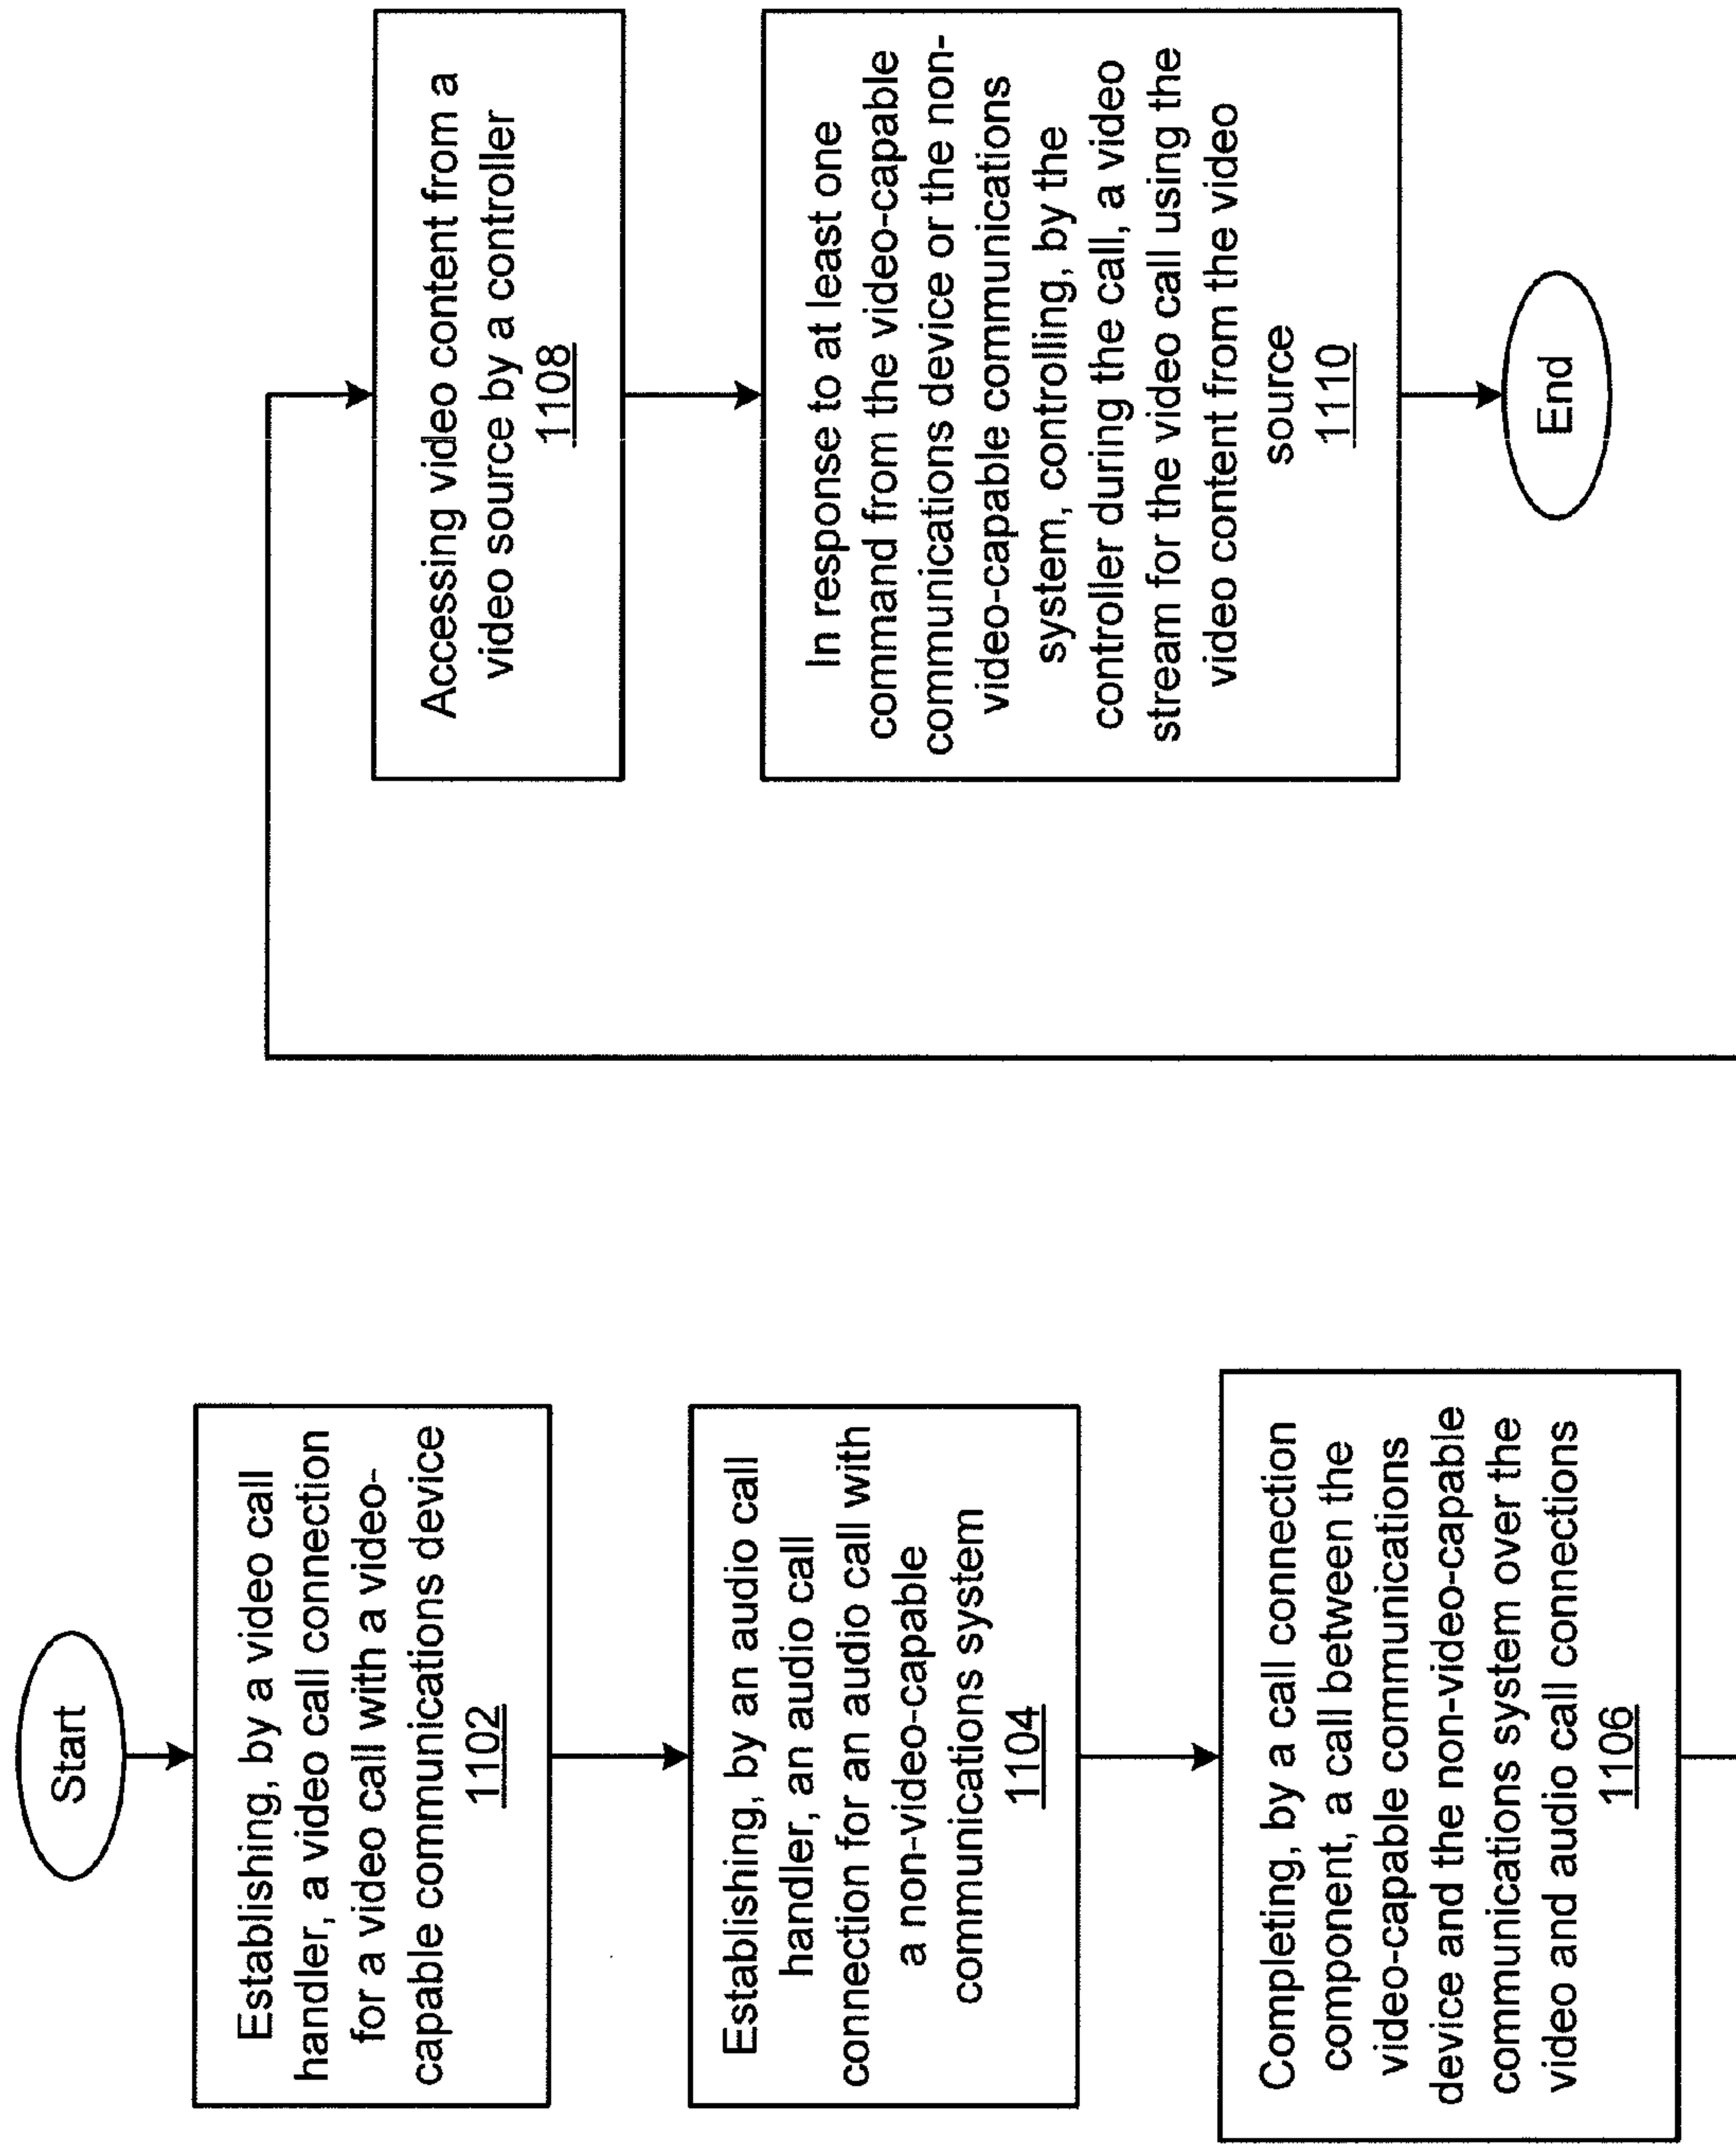 Start
Establishing, by a video call
handler, a video call connection
for a video call with a video-
capable communications device
1102
Establishing, by an audio call
handler, an audio call
connection for an audio call with
a non-video-capable
communications system
1104
Completing, by a call connection
component, a call between the
video-capable communications
device and the non-video-capable
communications system over the
video and audio call connections
1106
Accessing video content from a
video source by a controller
1108
In response to at least one
command from the video-capable
communications device or the non-
video-capable communications
system, controlling, by the
controller during the call, a video
stream for the video call using the
video content from the video
source
1110
End